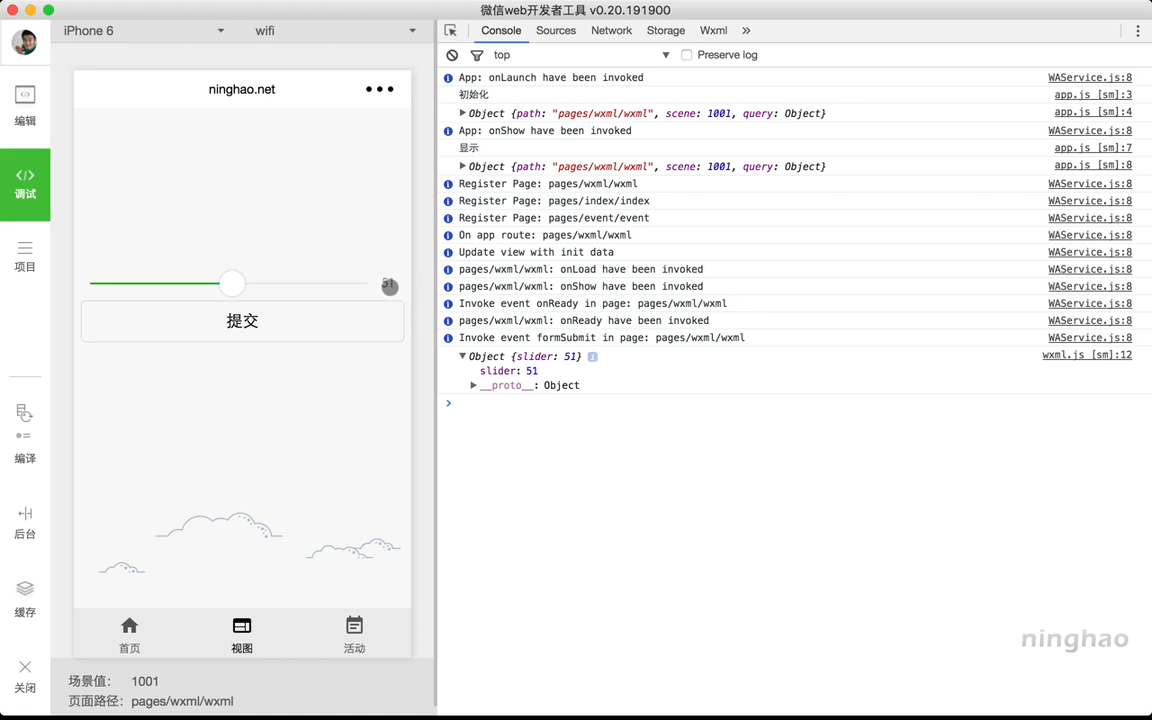 微信web开发者工具 v0.20.191900
iPhone 6
wifi
Console Sources Network Storage Wxml »
top
Preserve log
编辑
调试
项目
编译
后台
缓存
关闭
ninghao.net
51
提交
首页
视图
活动
场景值: 1001
页面路径: pages/wxml/wxml
App: onLaunch have been invoked WAService.js:8
初始化 app.js [sm]:3
Object {path: "pages/wxml/wxml", scene: 1001, query: Object} app.js [sm]:4
App: onShow have been invoked WAService.js:8
显示 app.js [sm]:7
Object {path: "pages/wxml/wxml", scene: 1001, query: Object} app.js [sm]:8
Register Page: pages/wxml/wxml WAService.js:8
Register Page: pages/index/index WAService.js:8
Register Page: pages/event/event WAService.js:8
On app route: pages/wxml/wxml WAService.js:8
Update view with init data WAService.js:8
pages/wxml/wxml: onLoad have been invoked WAService.js:8
pages/wxml/wxml: onShow have been invoked WAService.js:8
Invoke event onReady in page: pages/wxml/wxml WAService.js:8
pages/wxml/wxml: onReady have been invoked WAService.js:8
Invoke event formSubmit in page: pages/wxml/wxml WAService.js:8
Object {slider: 51} wxml.js [sm]:12
slider: 51
__proto__: Object
ninghao